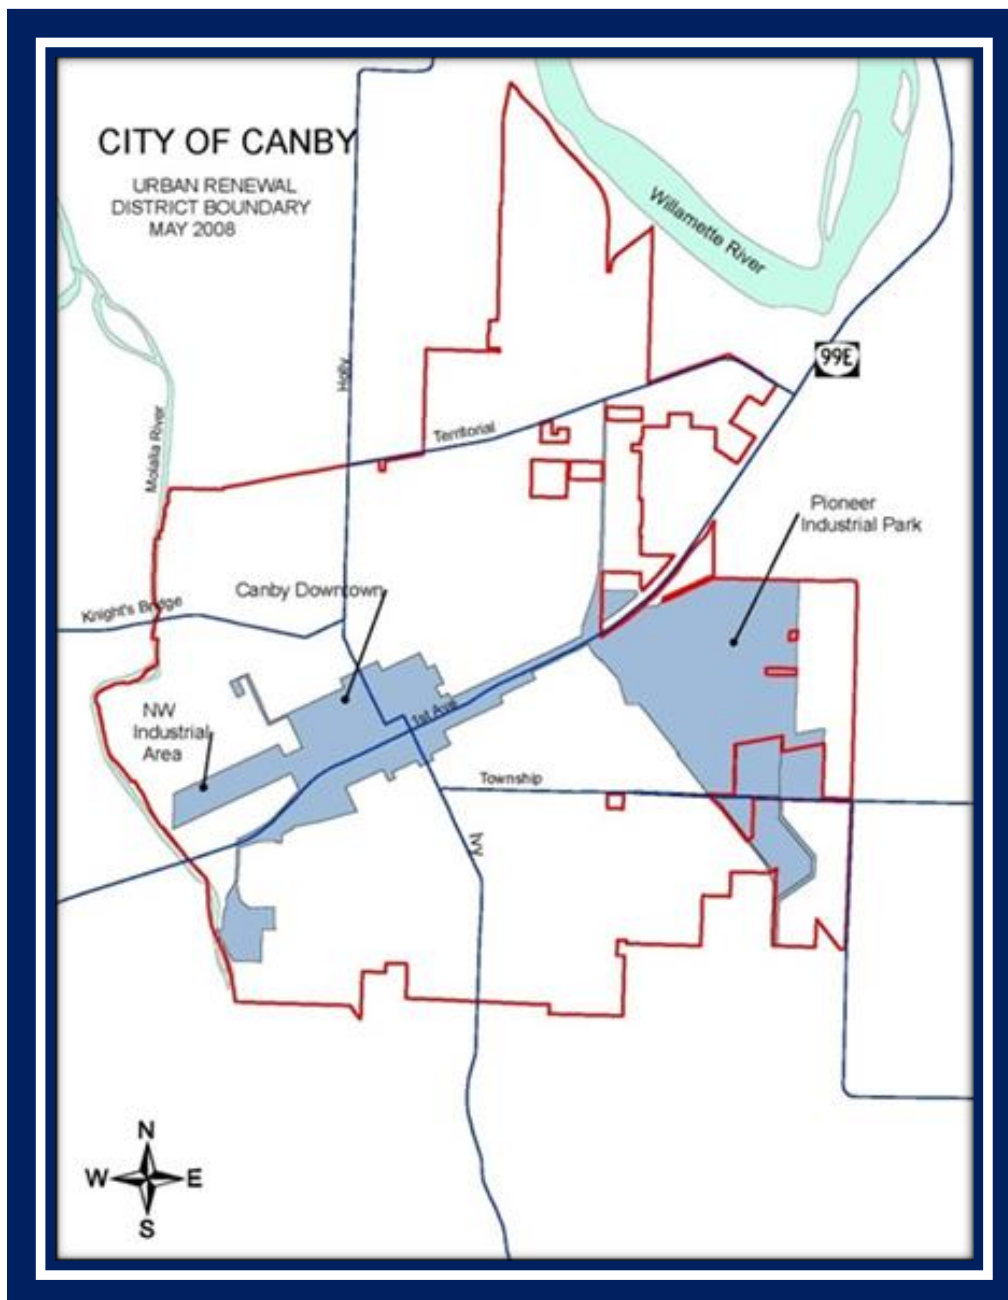 CITY OF CANBY
URBAN RENEWAL
DISTRICT BOUNDARY
MAY 2008
Willamette River
99E
Holly
Territorial
Molalla River
Pioneer
Industrial Park
Canby Downtown
Knight's Bridge
NW
Industrial
Area
1st Ave
Township
Ivy
N
W
E
S